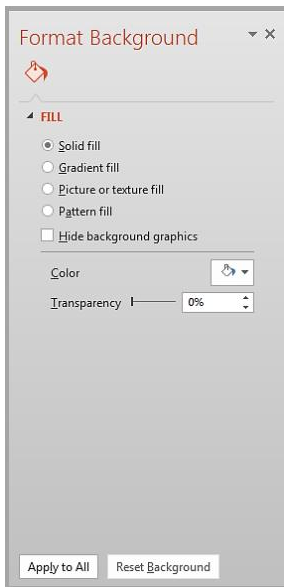 Format Background
FILL
Solid fill
Gradient fill
Picture or texture fill
Pattern fill
Hide background graphics
Color
Transparency 0%
Apply to All Reset Background